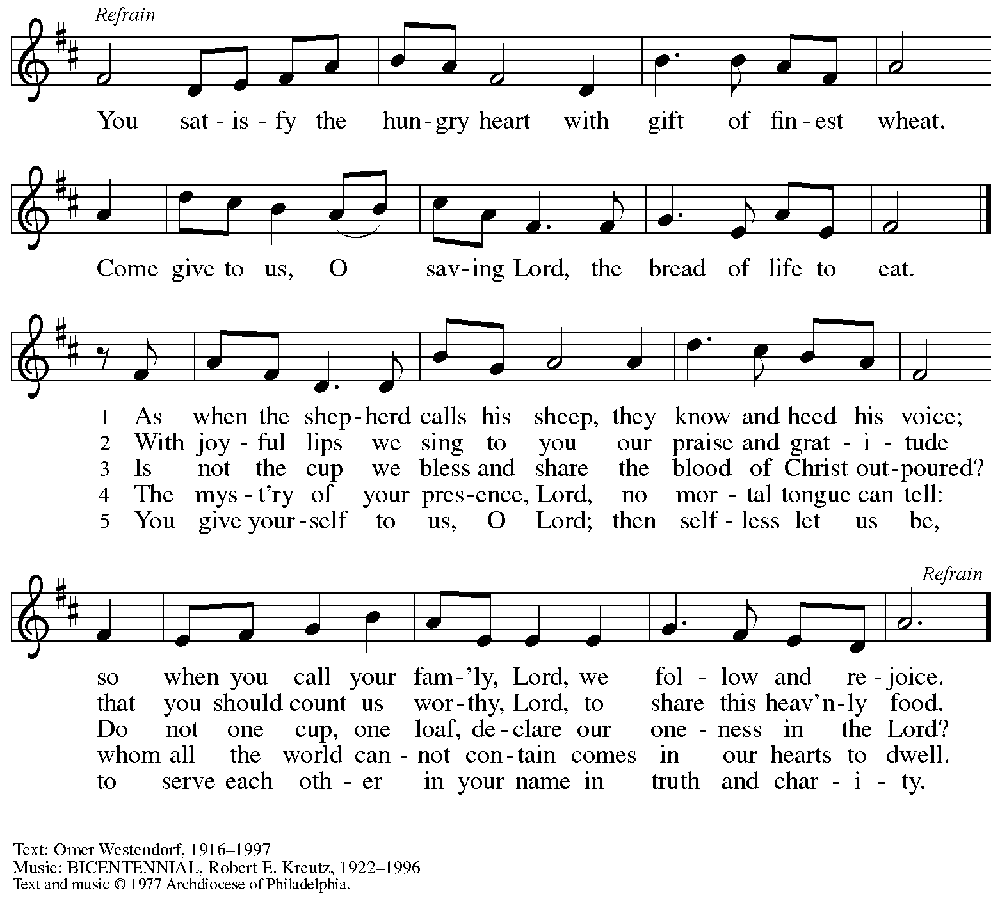 Refrain
You sat - is - fy the hun - gry heart with gift of fin - est wheat.
Come give to us, O sav - ing Lord, the bread of life to eat.
1 As when the shep - herd calls his sheep, they know and heed his voice;
2 With joy - ful lips we sing to you our praise and grat - i - tude
3 Is not the cup we bless and share the blood of Christ out - poured?
4 The mys - t'ry of your pres - ence, Lord, no mor - tal tongue can tell:
5 You give your - self to us, O Lord; then self - less let us be,
Refrain
so when you call your fam - 'ly, Lord, we fol - low and re - joice.
that you should count us wor - thy, Lord, to share this heav'n - ly food.
Do not one cup, one loaf, de - clare our one - ness in the Lord?
whom all the world can - not con - tain comes in our hearts to dwell.
to serve each oth - er in your name in truth and char - i - ty.
Text: Omer Westendorf, 1916–1997
Music: BICENTENNIAL, Robert E. Kreutz, 1922–1996
Text and music © 1977 Archdiocese of Philadelphia.